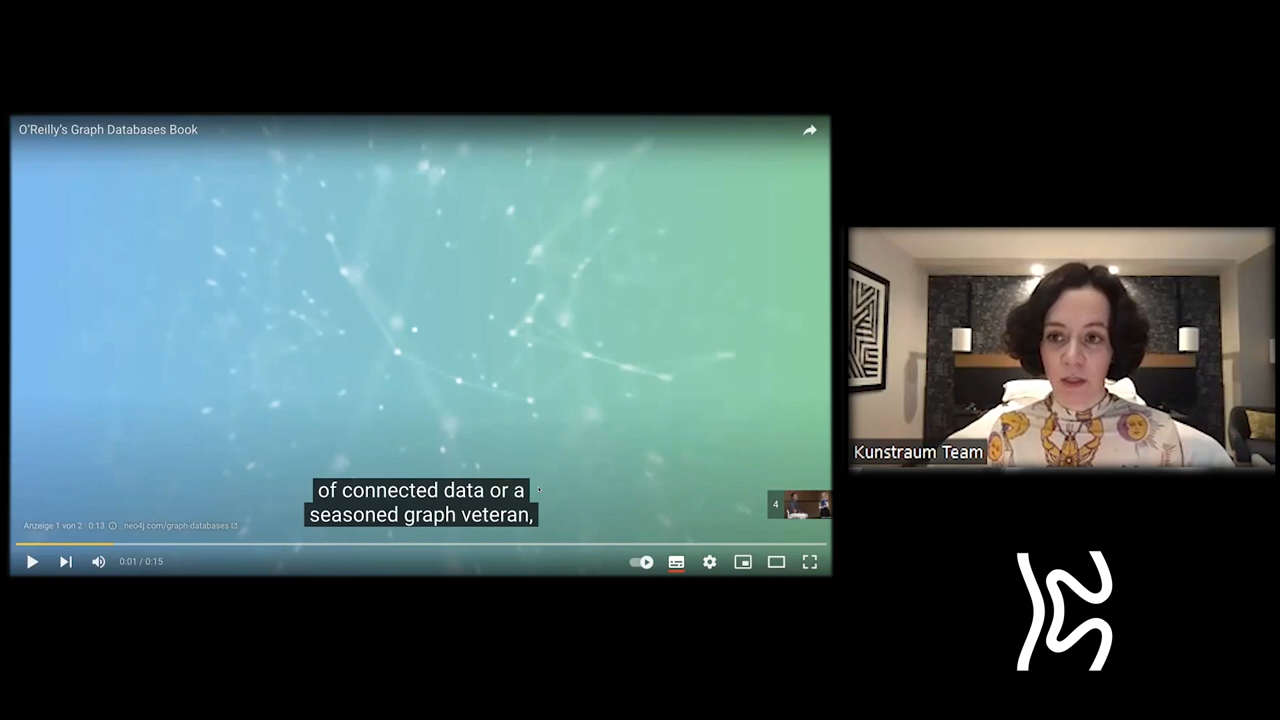 O'Reilly's Graph Databases Book
of connected data or a
seasoned graph veteran,
4
Anzeige 1 von 2 · 0:13 neo4j.com/graph-databases
0:01 / 0:15
Kunstraum Team